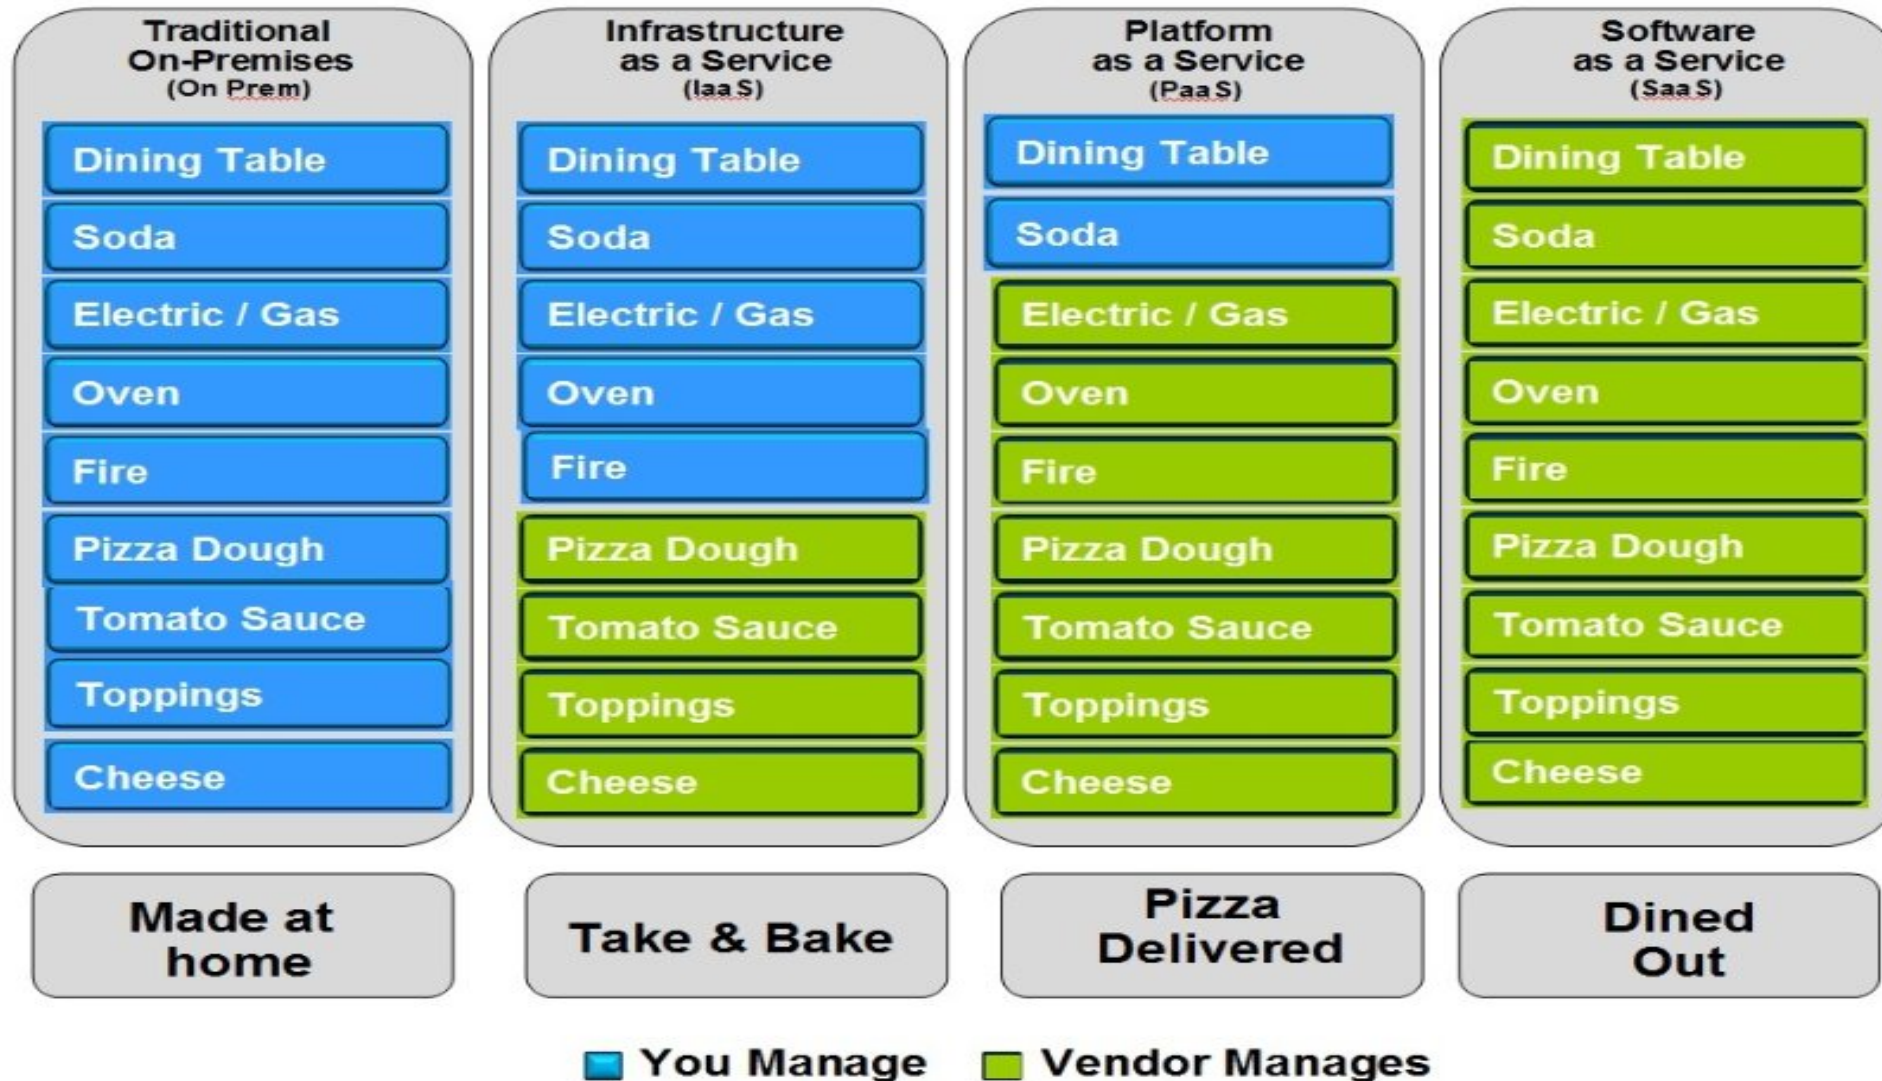 Traditional
On-Premises
(On Prem)
Dining Table
Soda
Electric / Gas
Oven
Fire
Pizza Dough
Tomato Sauce
Toppings
Cheese
Made at
home
Infrastructure
as a Service
(IaaS)
Dining Table
Soda
Electric / Gas
Oven
Fire
Pizza Dough
Tomato Sauce
Toppings
Cheese
Take & Bake
Platform
as a Service
(PaaS)
Dining Table
Soda
Electric / Gas
Oven
Fire
Pizza Dough
Tomato Sauce
Toppings
Cheese
Pizza
Delivered
Software
as a Service
(SaaS)
Dining Table
Soda
Electric / Gas
Oven
Fire
Pizza Dough
Tomato Sauce
Toppings
Cheese
Dined
Out
You Manage
Vendor Manages